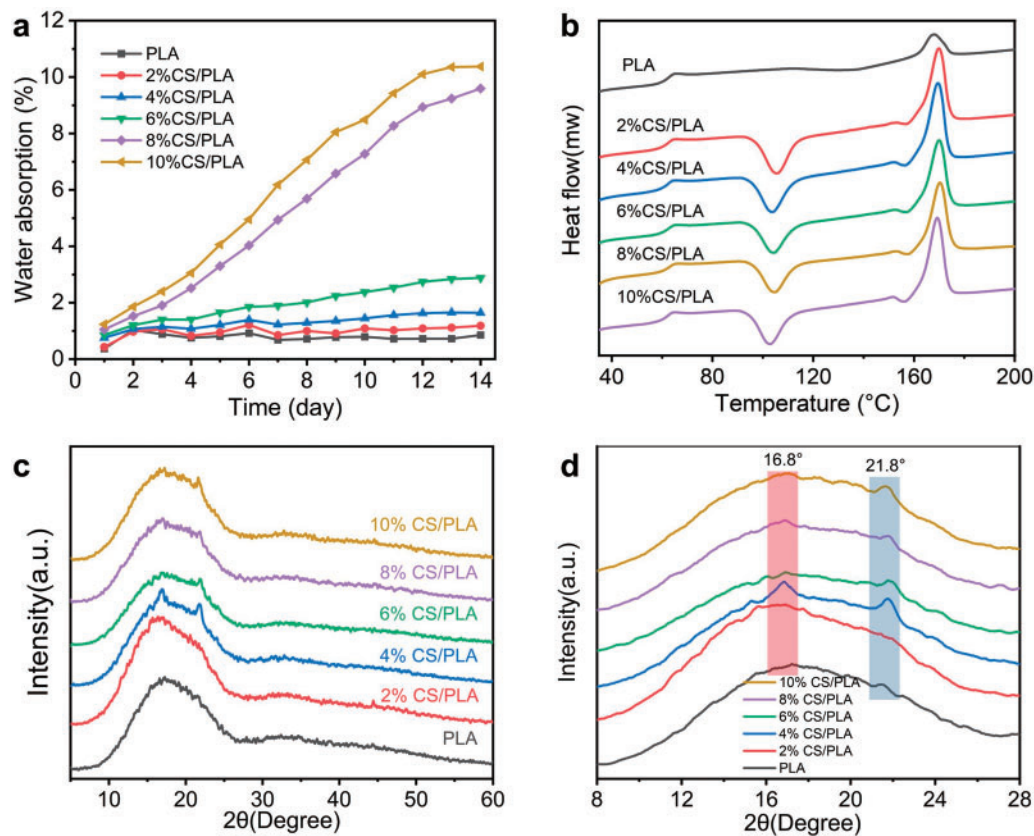 a
Water absorption (%)
12
10
8
6
4
2
0
PLA
2%CS/PLA
4%CS/PLA
6%CS/PLA
8%CS/PLA
10%CS/PLA
0 2 4 6 8 10 12 14
Time (day)
b
Heat flow(mw)
PLA
2%CS/PLA
4%CS/PLA
6%CS/PLA
8%CS/PLA
10%CS/PLA
40 80 120 160 200
Temperature (°C)
c
Intensity(a.u.)
10% CS/PLA
8% CS/PLA
6% CS/PLA
4% CS/PLA
2% CS/PLA
PLA
10 20 30 40 50 60
2θ(Degree)
d
Intensity(a.u.)
16.8°
21.8°
10% CS/PLA
8% CS/PLA
6% CS/PLA
4% CS/PLA
2% CS/PLA
PLA
8 12 16 20 24 28
2θ(Degree)